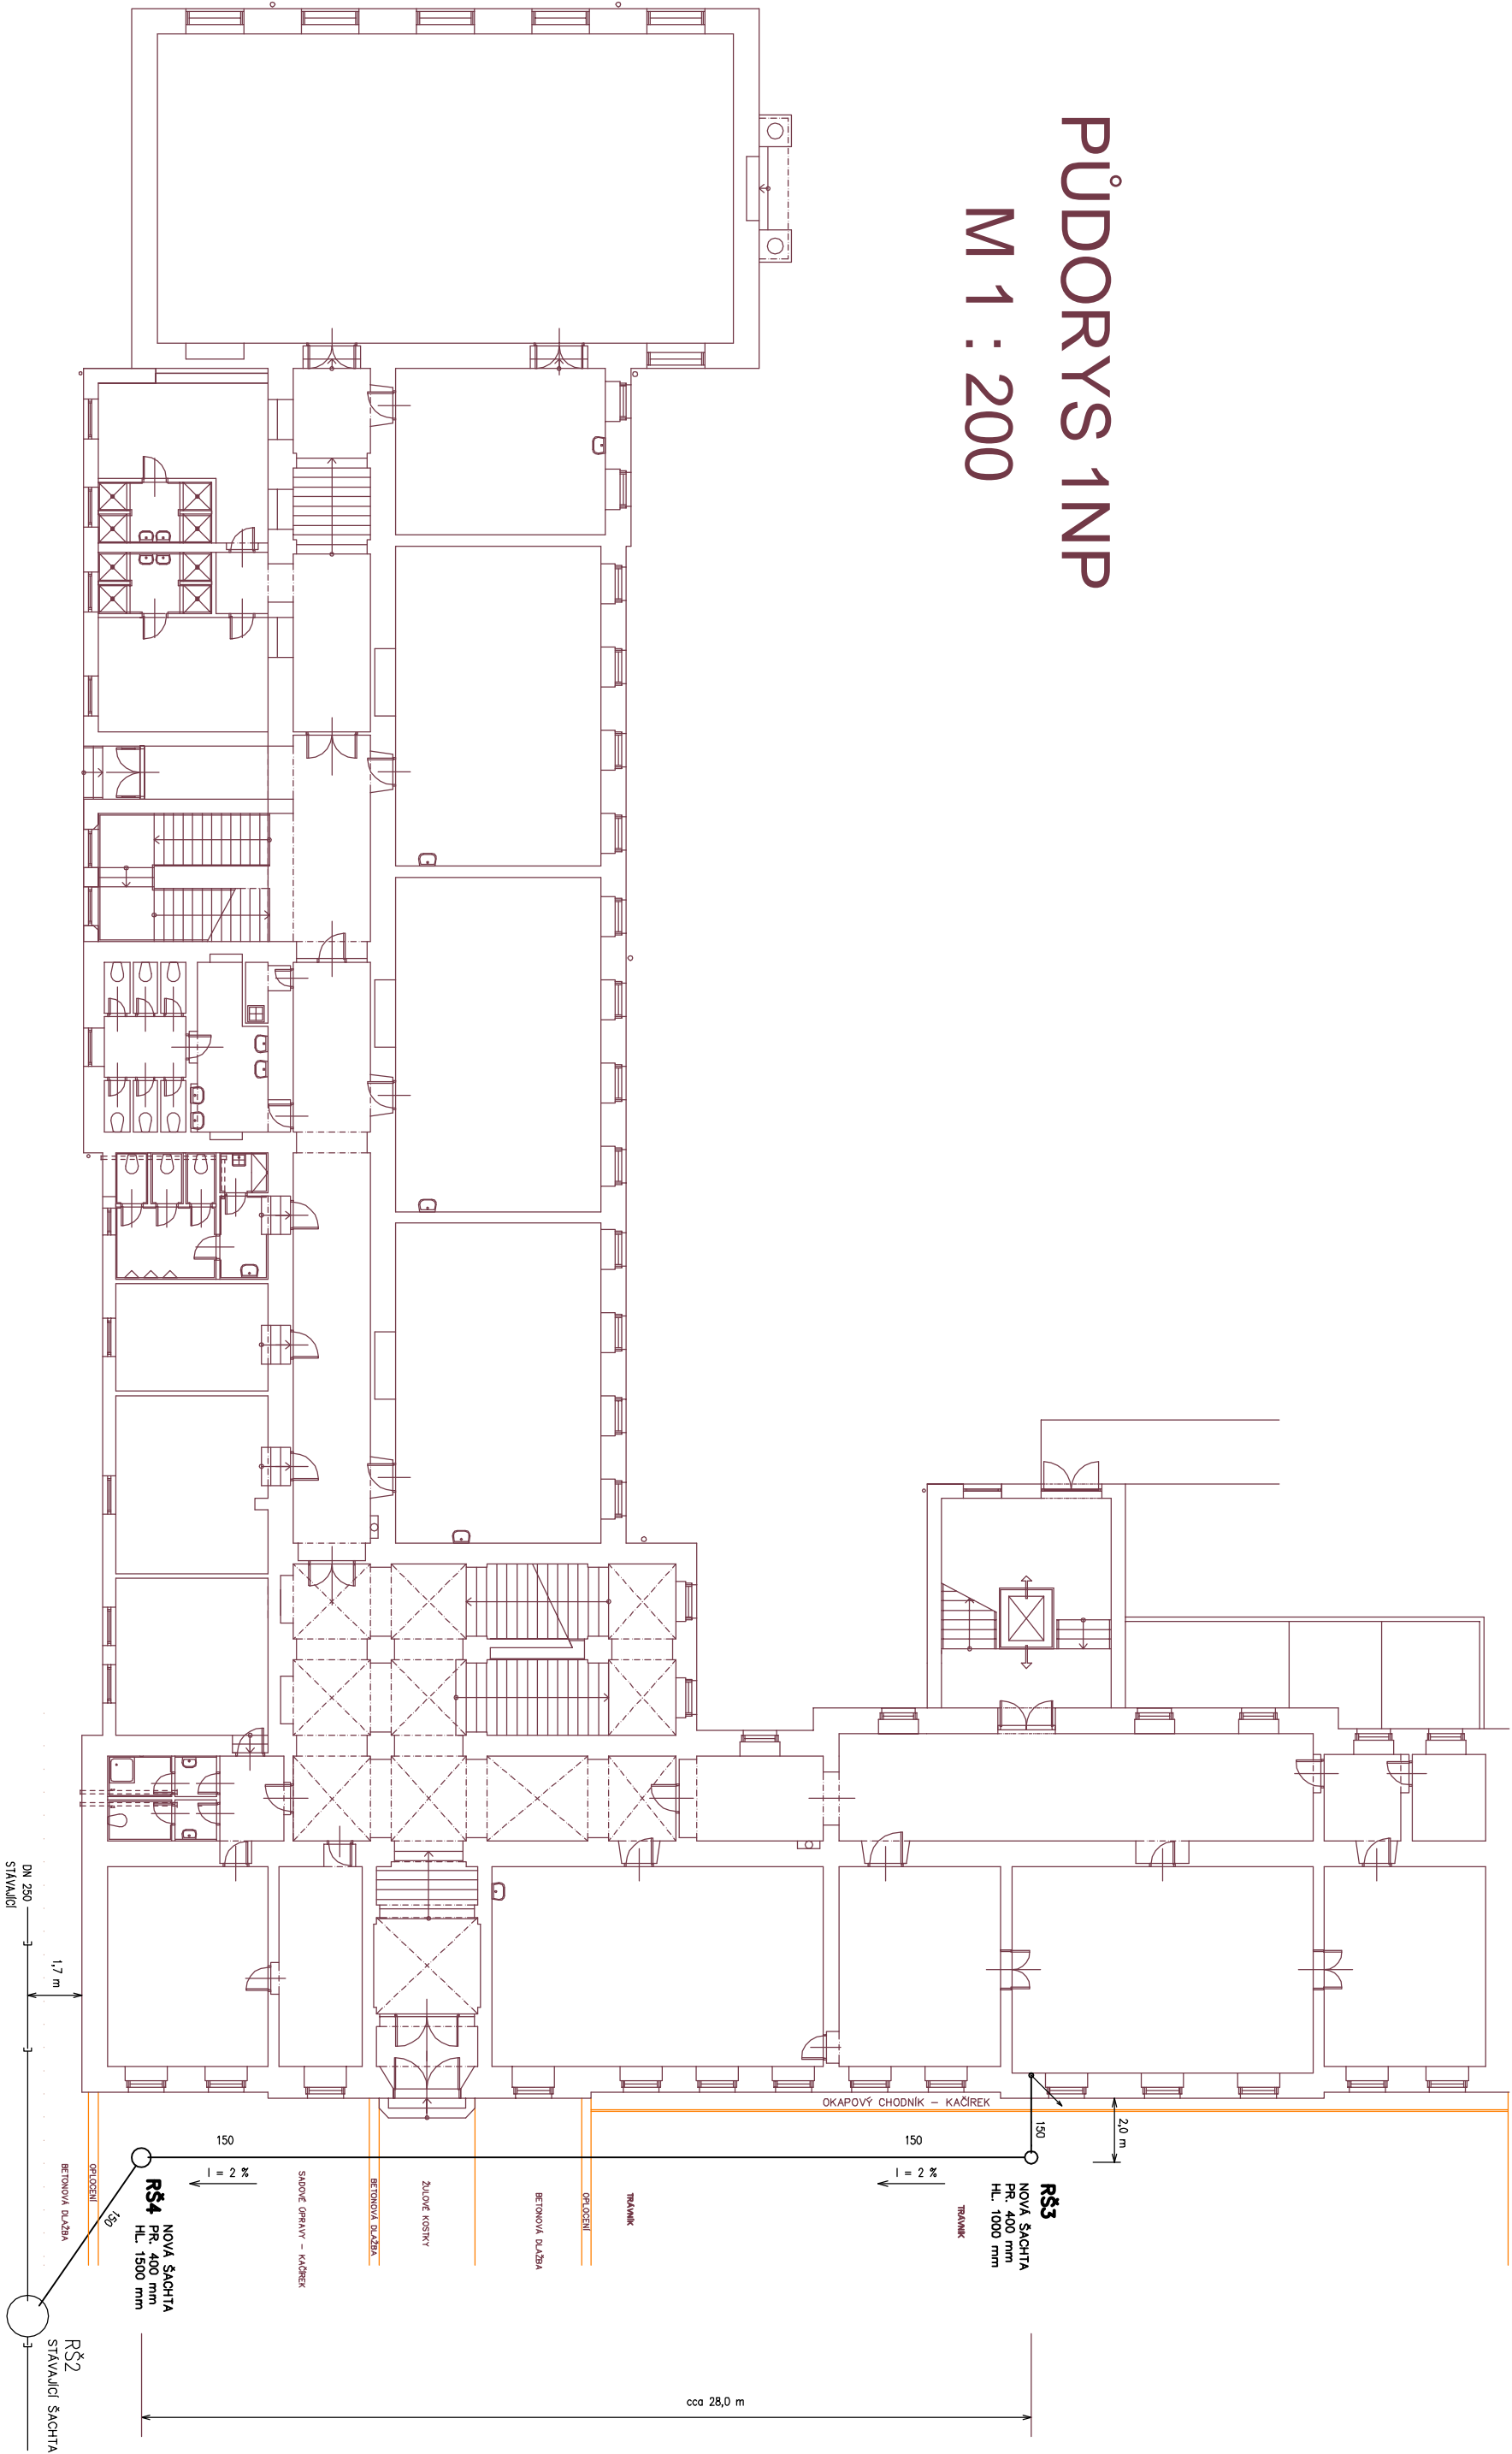 PŮDORYS 1NP
M 1 : 200
OKAPOVÝ CHODNÍK – KAČÍREK
2,0 m
150
RŠ3
NOVÁ ŠACHTA
PR. 400 mm
HL. 1000 mm
TRÁVNÍK
150
I = 2 %
TRÁVNÍK
OPLOCENÍ
BETONOVÁ DLAŽBA
ŽULOVÉ KOSTKY
BETONOVÁ DLAŽBA
SADOVÉ ÚPRAVY – KAČÍREK
150
I = 2 %
RŠ4
NOVÁ ŠACHTA
PR. 400 mm
HL. 1500 mm
150
OPLOCENÍ
BETONOVÁ DLAŽBA
1,7 m
DN 250
STÁVAJÍCÍ
RŠ2
STÁVAJÍCÍ ŠACHTA
cca 28,0 m